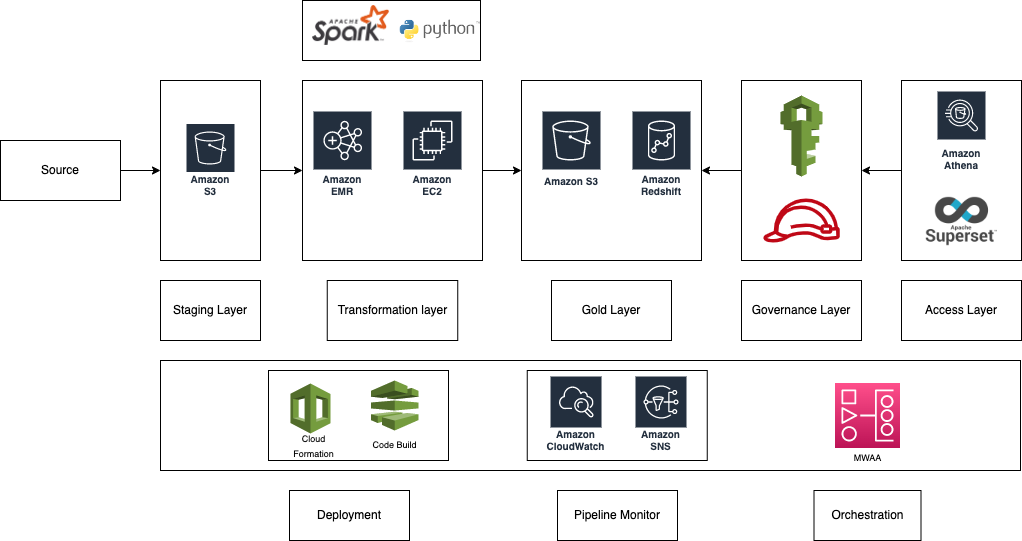 APACHE
Spark
python
Source
Amazon
S3
Amazon
EMR
Amazon
EC2
Amazon S3
Amazon
Redshift
Amazon
Athena
Apache
Superset
Staging Layer
Transformation layer
Gold Layer
Governance Layer
Access Layer
Cloud
Formation
Code Build
Amazon
CloudWatch
Amazon
SNS
MWAA
Deployment
Pipeline Monitor
Orchestration